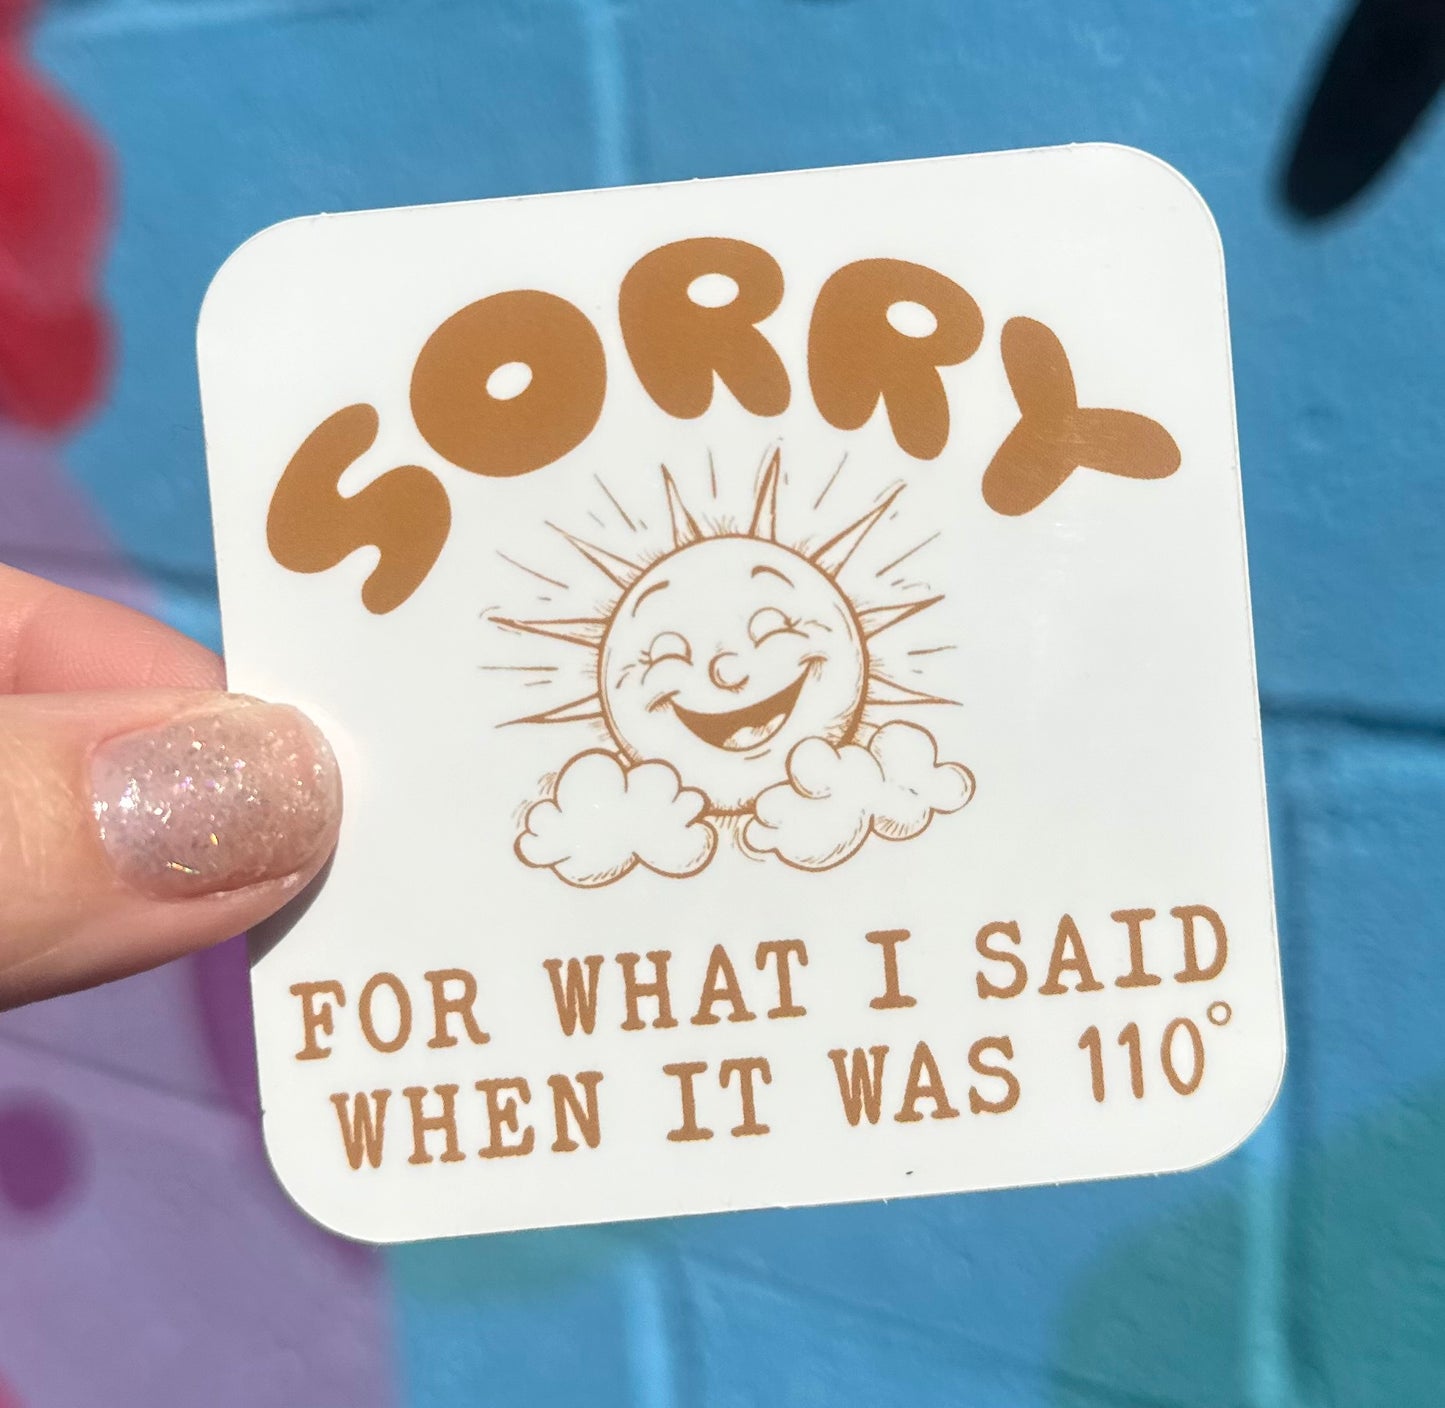 SORRY
FOR WHAT I SAID
WHEN IT WAS 110°